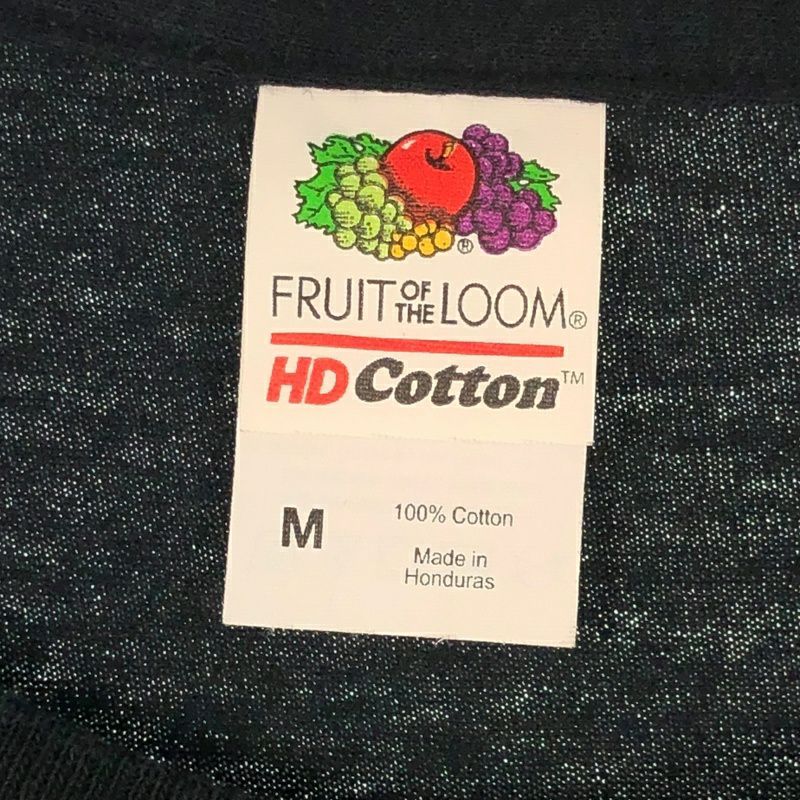 ®
FRUIT OF THE LOOM®
HD Cotton™
M
100% Cotton
Made in
Honduras